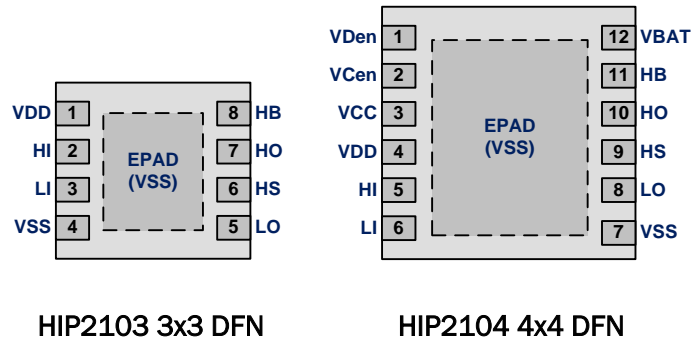 VDen 1 12 VBAT
VCen 2 11 HB
VCC 3 10 HO
VDD 4 9 HS
HI 5 8 LO
LI 6 7 VSS
EPAD
(VSS)
VDD 1 8 HB
HI 2 7 HO
LI 3 6 HS
VSS 4 5 LO
EPAD
(VSS)
HIP2103 3x3 DFN
HIP2104 4x4 DFN